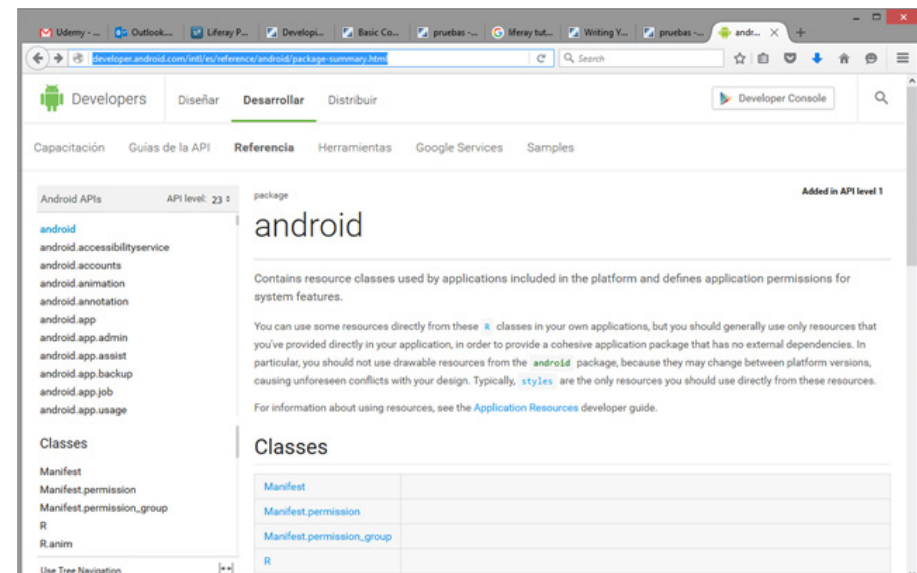 Udemy - ...
Outlook....
Liferay P...
Developi...
Basic Co...
pruebas -...
liferay tut...
Writing Y...
pruebas -...
andr...
developer.android.com/intl/es/reference/android/package-summary.html
Search
Developers
Diseñar
Desarrollar
Distribuir
Developer Console
Capacitación
Guías de la API
Referencia
Herramientas
Google Services
Samples
Android APIs
API level: 23
android
android.accessibilityservice
android.accounts
android.animation
android.annotation
android.app
android.app.admin
android.app.assist
android.app.backup
android.app.job
android.app.usage
Classes
Manifest
Manifest.permission
Manifest.permission_group
R
R.anim
Use Tree Navigation
package
Added in API level 1
android
Contains resource classes used by applications included in the platform and defines application permissions for
system features.
You can use some resources directly from these R classes in your own applications, but you should generally use only resources that
you've provided directly in your application, in order to provide a cohesive application package that has no external dependencies. In
particular, you should not use drawable resources from the android package, because they may change between platform versions,
causing unforeseen conflicts with your design. Typically, styles are the only resources you should use directly from these resources.
For information about using resources, see the Application Resources developer guide.
Classes
Manifest
Manifest.permission
Manifest.permission_group
R